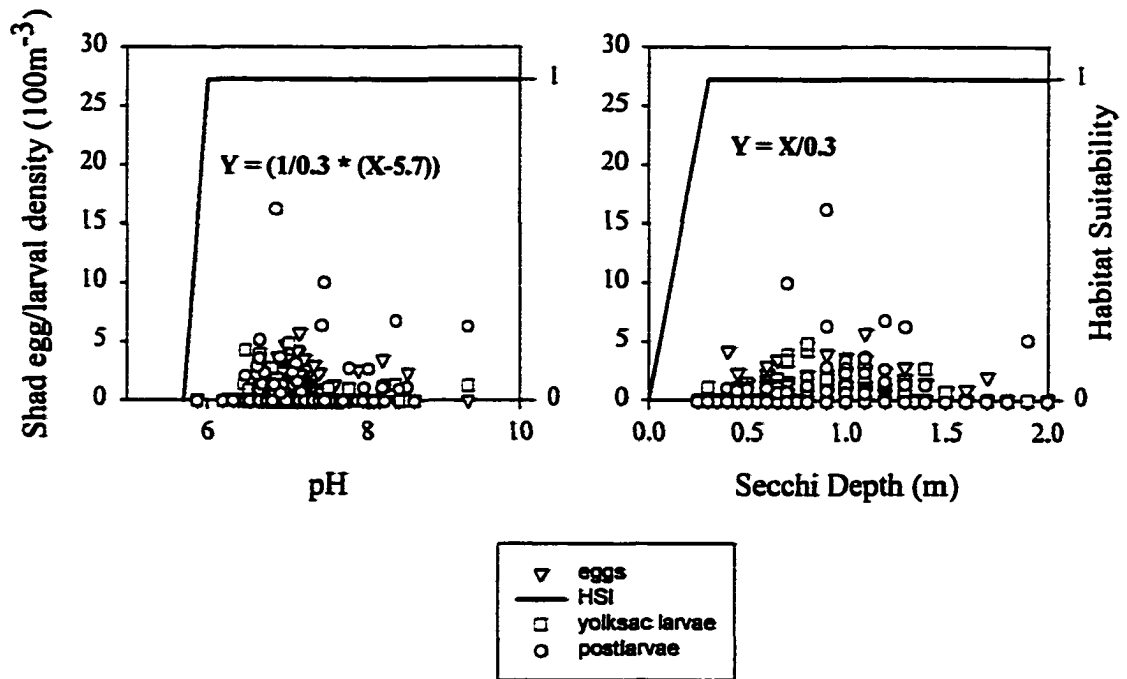 Shad egg/larval density (100m⁻³)
30
25
20
15
10
5
0
Y = (1/0.3 * (X-5.7))
1
0
6
8
10
pH
30
25
20
15
10
5
0
Y = X/0.3
1
0
Habitat Suitability
0.0
0.5
1.0
1.5
2.0
Secchi Depth (m)
eggs
HSI
yolksac larvae
postlarvae